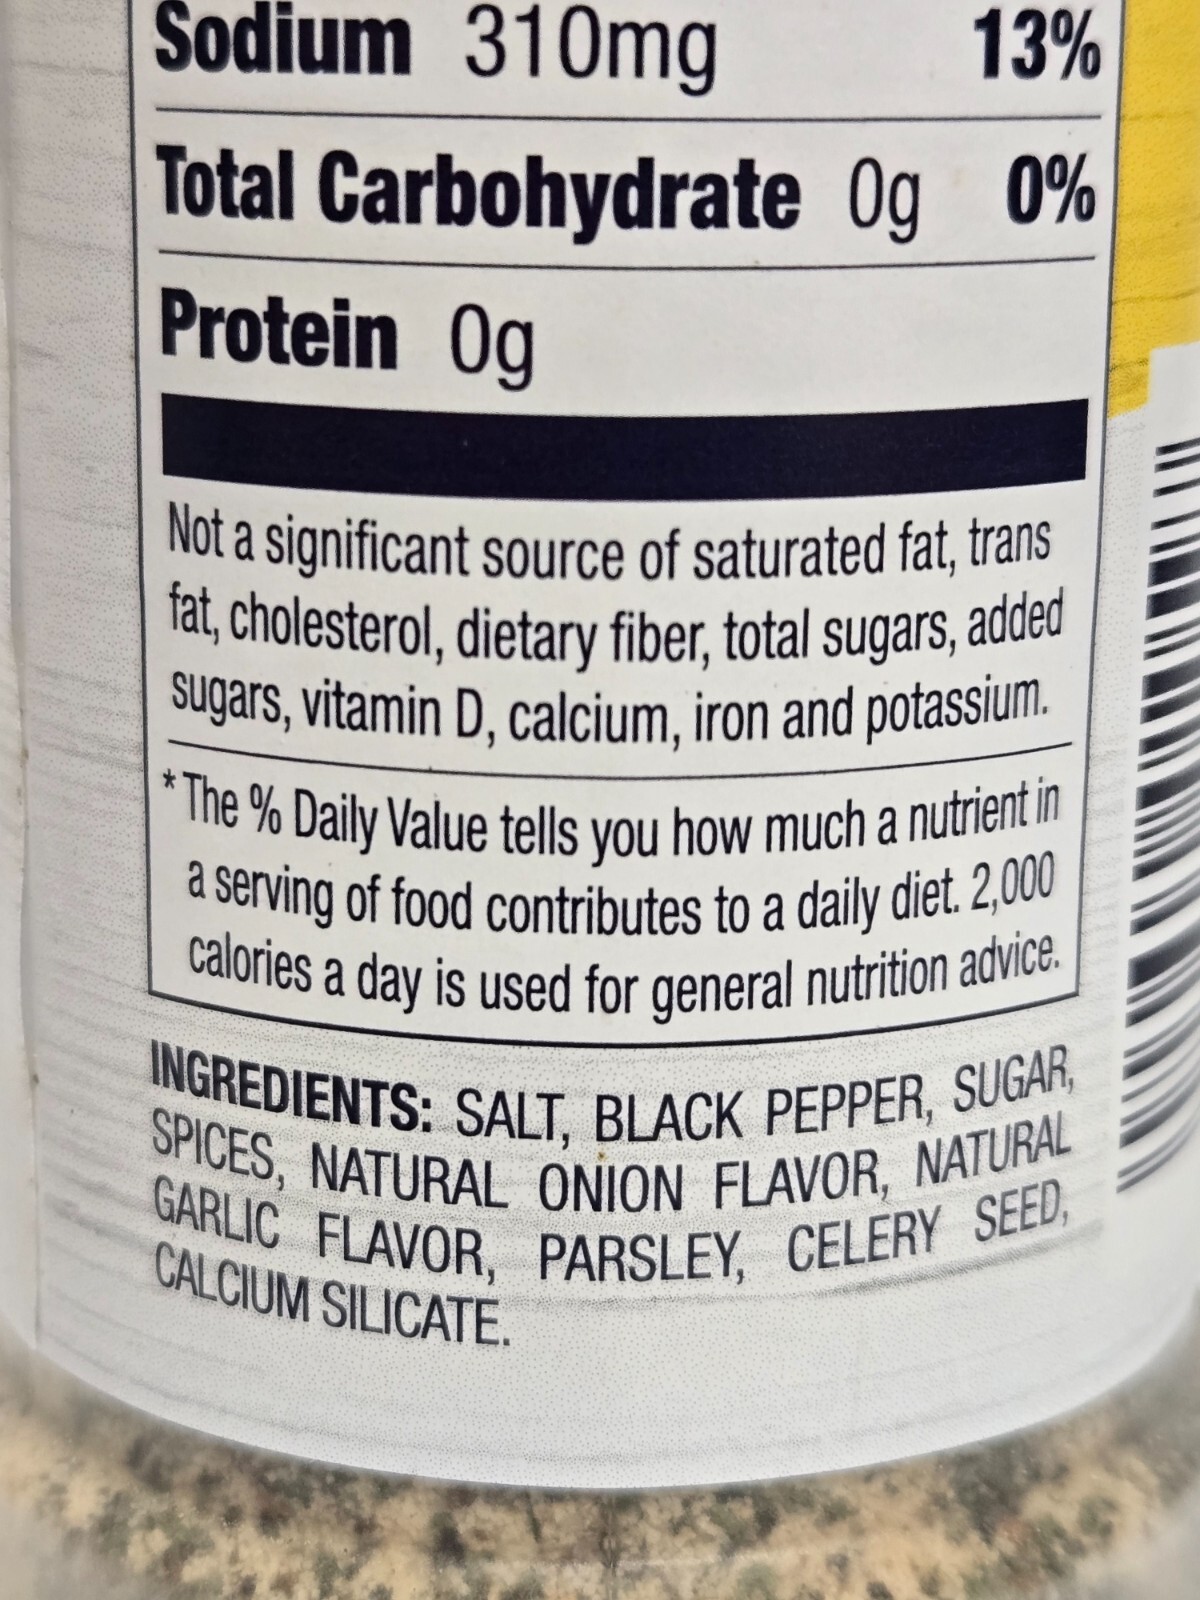 Sodium 310mg 13%
Total Carbohydrate 0g 0%
Protein 0g
Not a significant source of saturated fat, trans
fat, cholesterol, dietary fiber, total sugars, added
sugars, vitamin D, calcium, iron and potassium.
* The % Daily Value tells you how much a nutrient in
a serving of food contributes to a daily diet. 2,000
calories a day is used for general nutrition advice.
INGREDIENTS: SALT, BLACK PEPPER, SUGAR,
SPICES, NATURAL ONION FLAVOR, NATURAL
GARLIC FLAVOR, PARSLEY, CELERY SEED,
CALCIUM SILICATE.